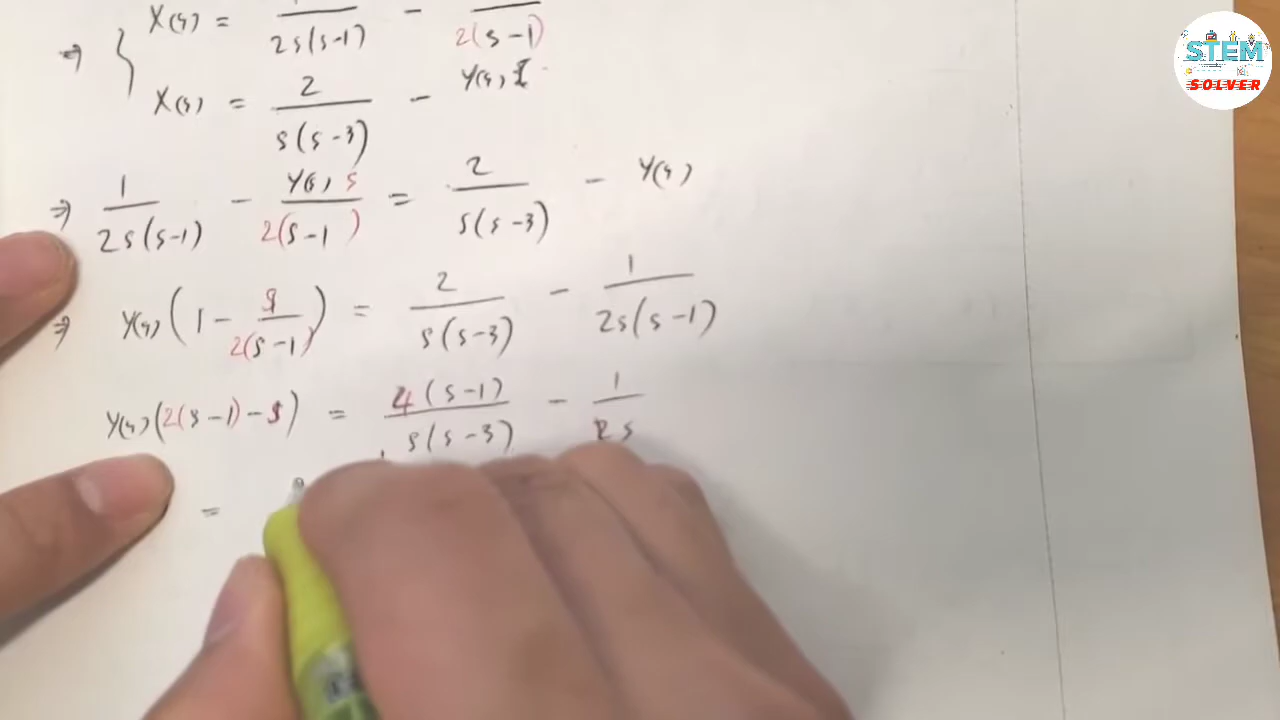 ⇒ { X(s) = 1 / 2s(s-1) - / 2(s-1)
X(s) = 2 / s(s-3) - Y(s)
⇒ 1 / 2s(s-1) - Y(s) s / 2(s-1) = 2 / s(s-3) - Y(s)
⇒ Y(s) (1 - s / 2(s-1)) = 2 / s(s-3) - 1 / 2s(s-1)
Y(s) (2(s-1) - s) = 4(s-1) / s(s-3) - 1 / s
=
STEM
SOLVER